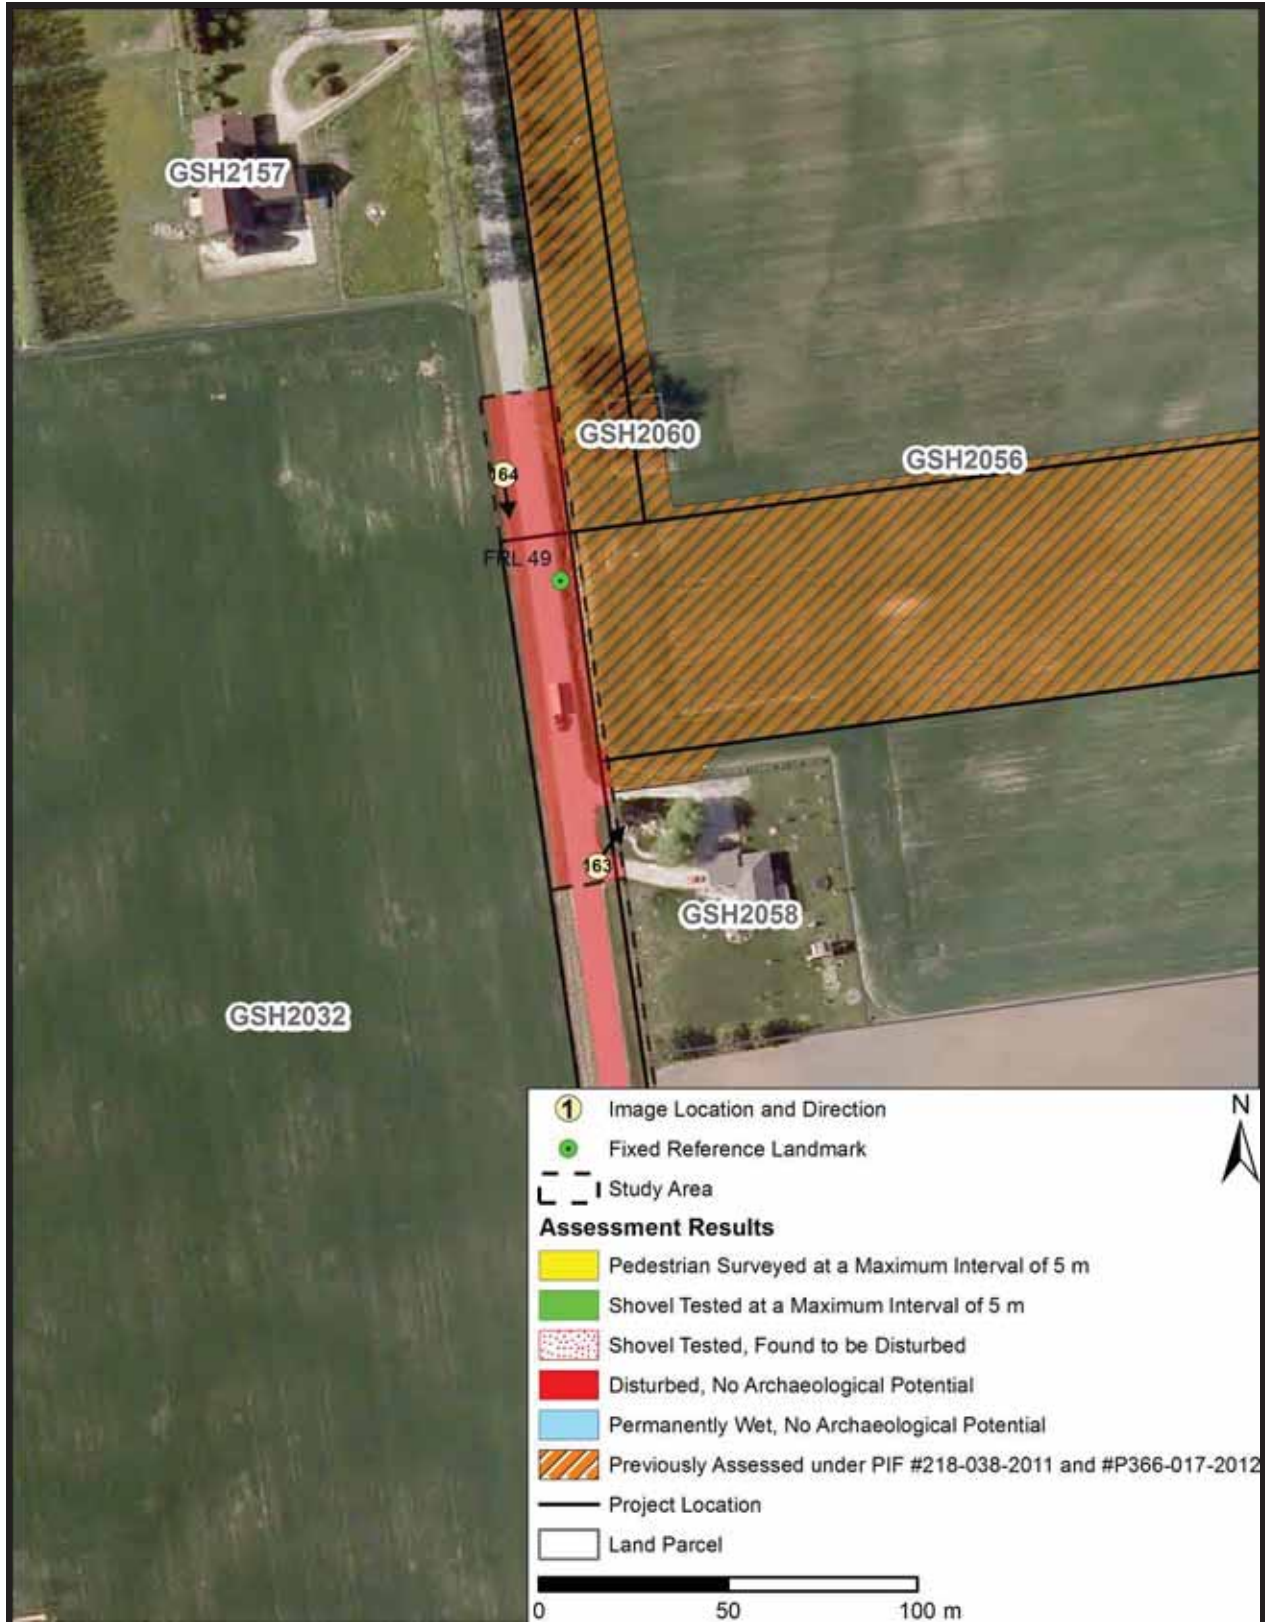 GSH2157
GSH2060
GSH2056
164
FRL 49
163
GSH2058
GSH2032
1 Image Location and Direction
N
Fixed Reference Landmark
Study Area
Assessment Results
Pedestrian Surveyed at a Maximum Interval of 5 m
Shovel Tested at a Maximum Interval of 5 m
Shovel Tested, Found to be Disturbed
Disturbed, No Archaeological Potential
Permanently Wet, No Archaeological Potential
Previously Assessed under PIF #218-038-2011 and #P366-017-2012
Project Location
Land Parcel
0 50 100 m